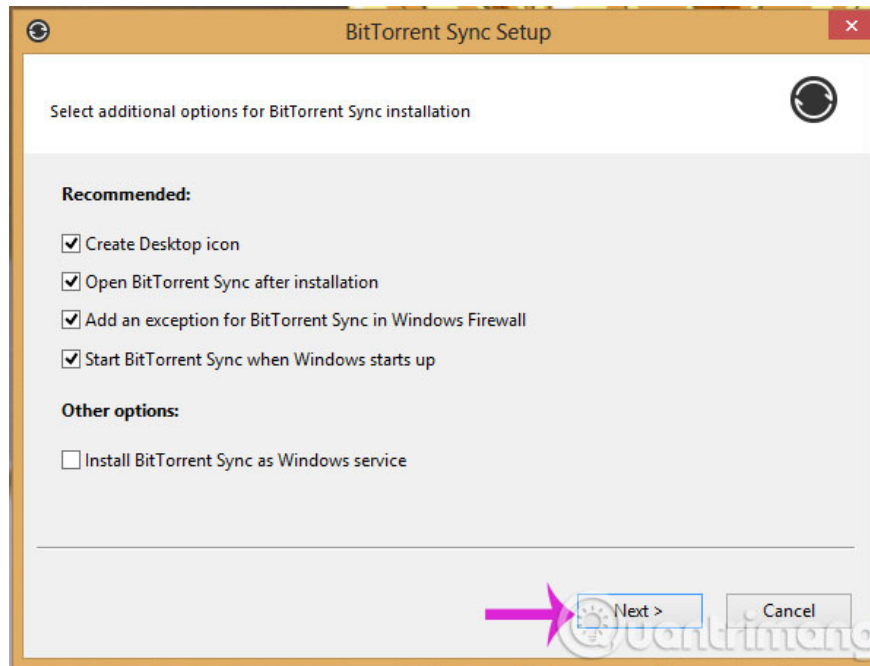 BitTorrent Sync Setup
Select additional options for BitTorrent Sync installation
Recommended:
Create Desktop icon
Open BitTorrent Sync after installation
Add an exception for BitTorrent Sync in Windows Firewall
Start BitTorrent Sync when Windows starts up
Other options:
Install BitTorrent Sync as Windows service
Next >
Cancel
Quantrimang